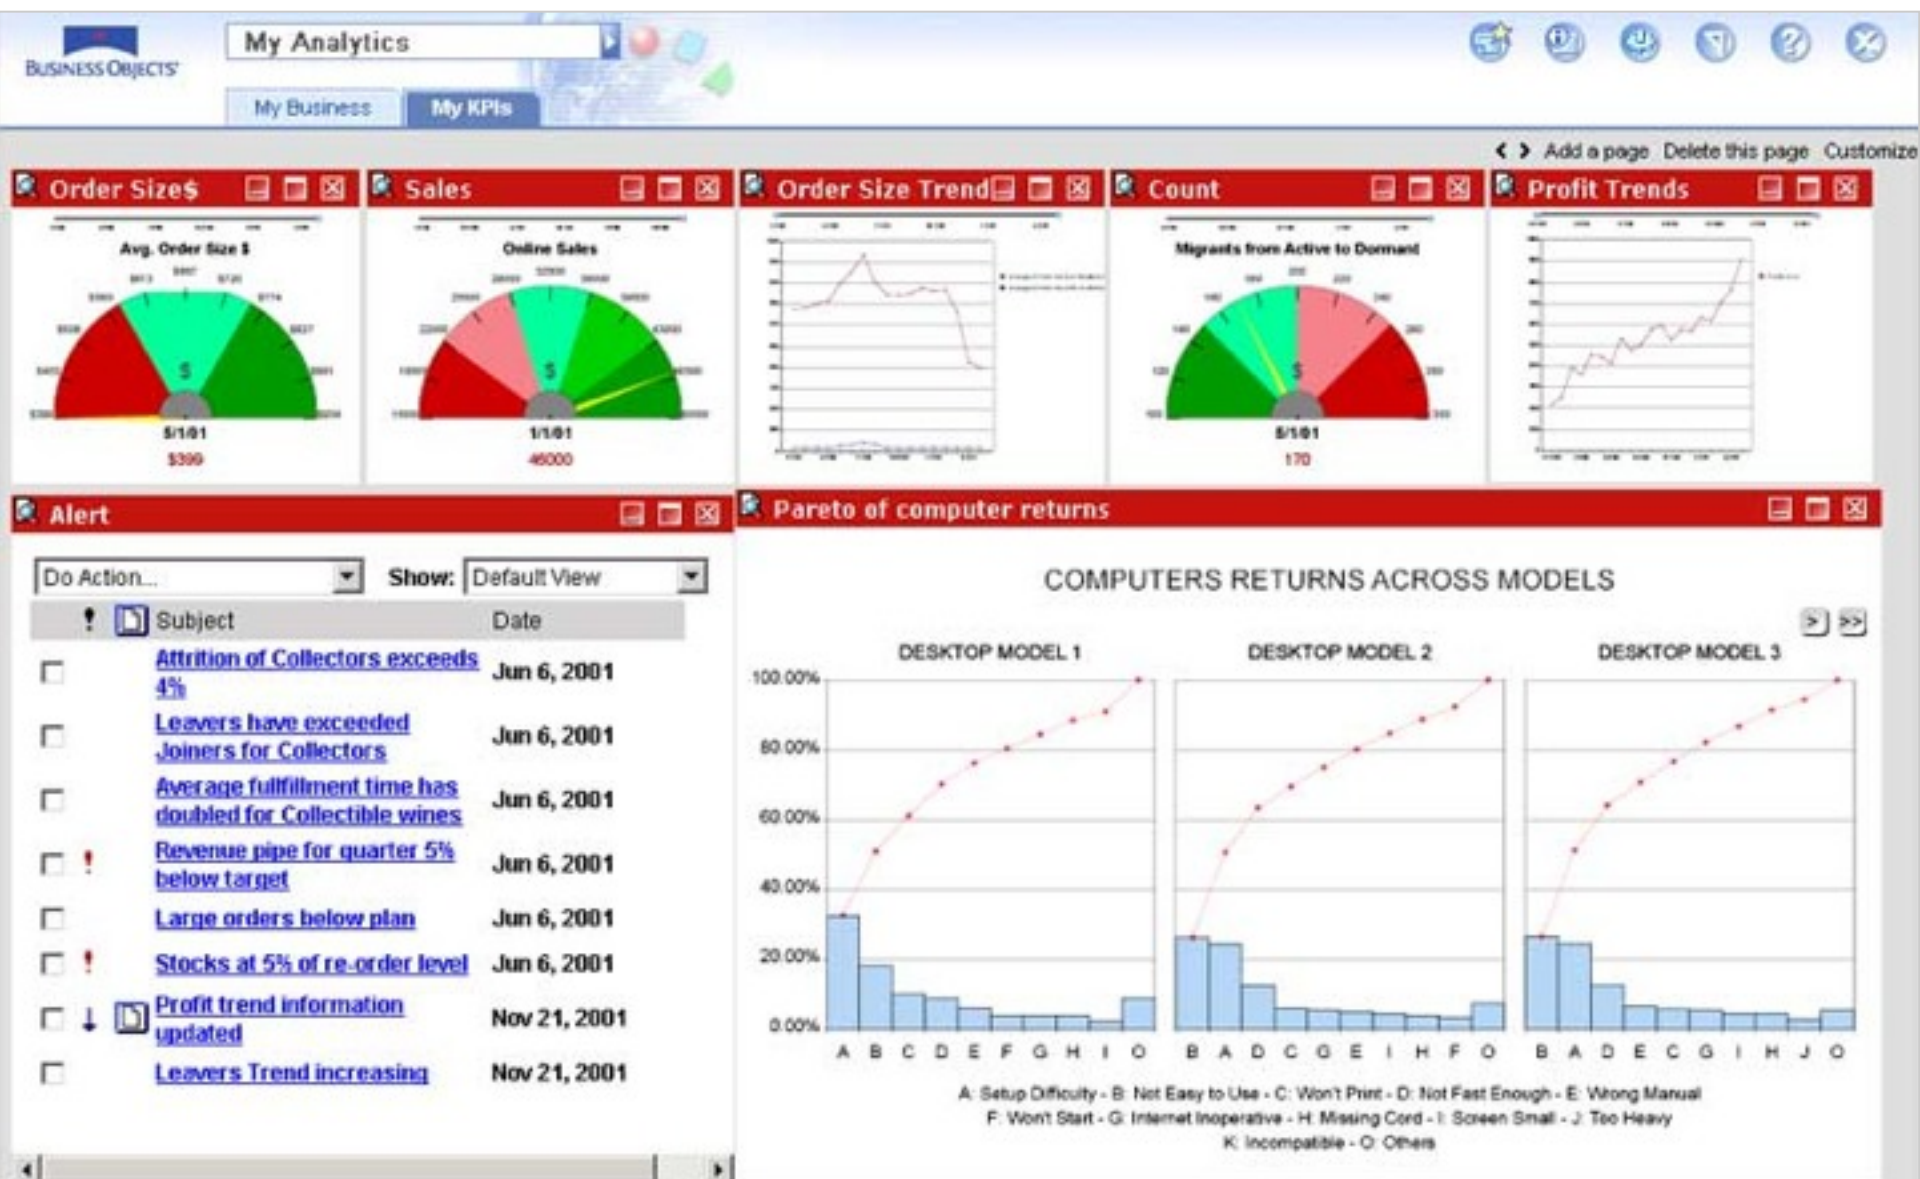 BUSINESS OBJECTS
My Analytics
My Business
My KPIs
Add a page Delete this page Customize
Order Size$
Sales
Order Size Trend
Count
Profit Trends
Avg. Order Size $
$
5/1/01
$399
Online Sales
$
1/1/01
46000
Migrants from Active to Dormant
200
220
$
5/1/01
170
Alert
Do Action...
Show: Default View
! Subject Date
Attrition of Collectors exceeds
4%
Jun 6, 2001
Leavers have exceeded
Joiners for Collectors
Jun 6, 2001
Average fullfillment time has
doubled for Collectible wines
Jun 6, 2001
! Revenue pipe for quarter 5%
below target
Jun 6, 2001
Large orders below plan
Jun 6, 2001
! Stocks at 5% of re-order level
Jun 6, 2001
Profit trend information
updated
Nov 21, 2001
Leavers Trend increasing
Nov 21, 2001
Pareto of computer returns
COMPUTERS RETURNS ACROSS MODELS
> >>
DESKTOP MODEL 1
DESKTOP MODEL 2
DESKTOP MODEL 3
100.00%
80.00%
60.00%
40.00%
20.00%
0.00%
A B C D E F G H I O
B A D C G E I H F O
B A D E C G I H J O
A: Setup Difficulty - B: Not Easy to Use - C: Won't Print - D: Not Fast Enough - E: Wrong Manual
F: Won't Start - G: Internet Inoperative - H: Missing Cord - I: Screen Small - J: Too Heavy
K: Incompatible - O: Others